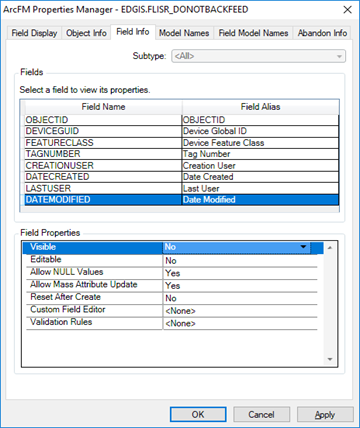 ArcFM Properties Manager - EDGIS.FLISR_DONOTBACKFEED
Field Display Object Info Field Info Model Names Field Model Names Abandon Info
Subtype: <All>
Fields
Select a field to view its properties.
Field Name Field Alias
OBJECTID OBJECTID
DEVICEGUID Device Global ID
FEATURECLASS Device Feature Class
TAGNUMBER Tag Number
CREATIONUSER Creation User
DATECREATED Date Created
LASTUSER Last User
DATEMODIFIED Date Modified
Field Properties
Visible No
Editable No
Allow NULL Values Yes
Allow Mass Attribute Update Yes
Reset After Create No
Custom Field Editor <None>
Validation Rules <None>
OK Cancel Apply